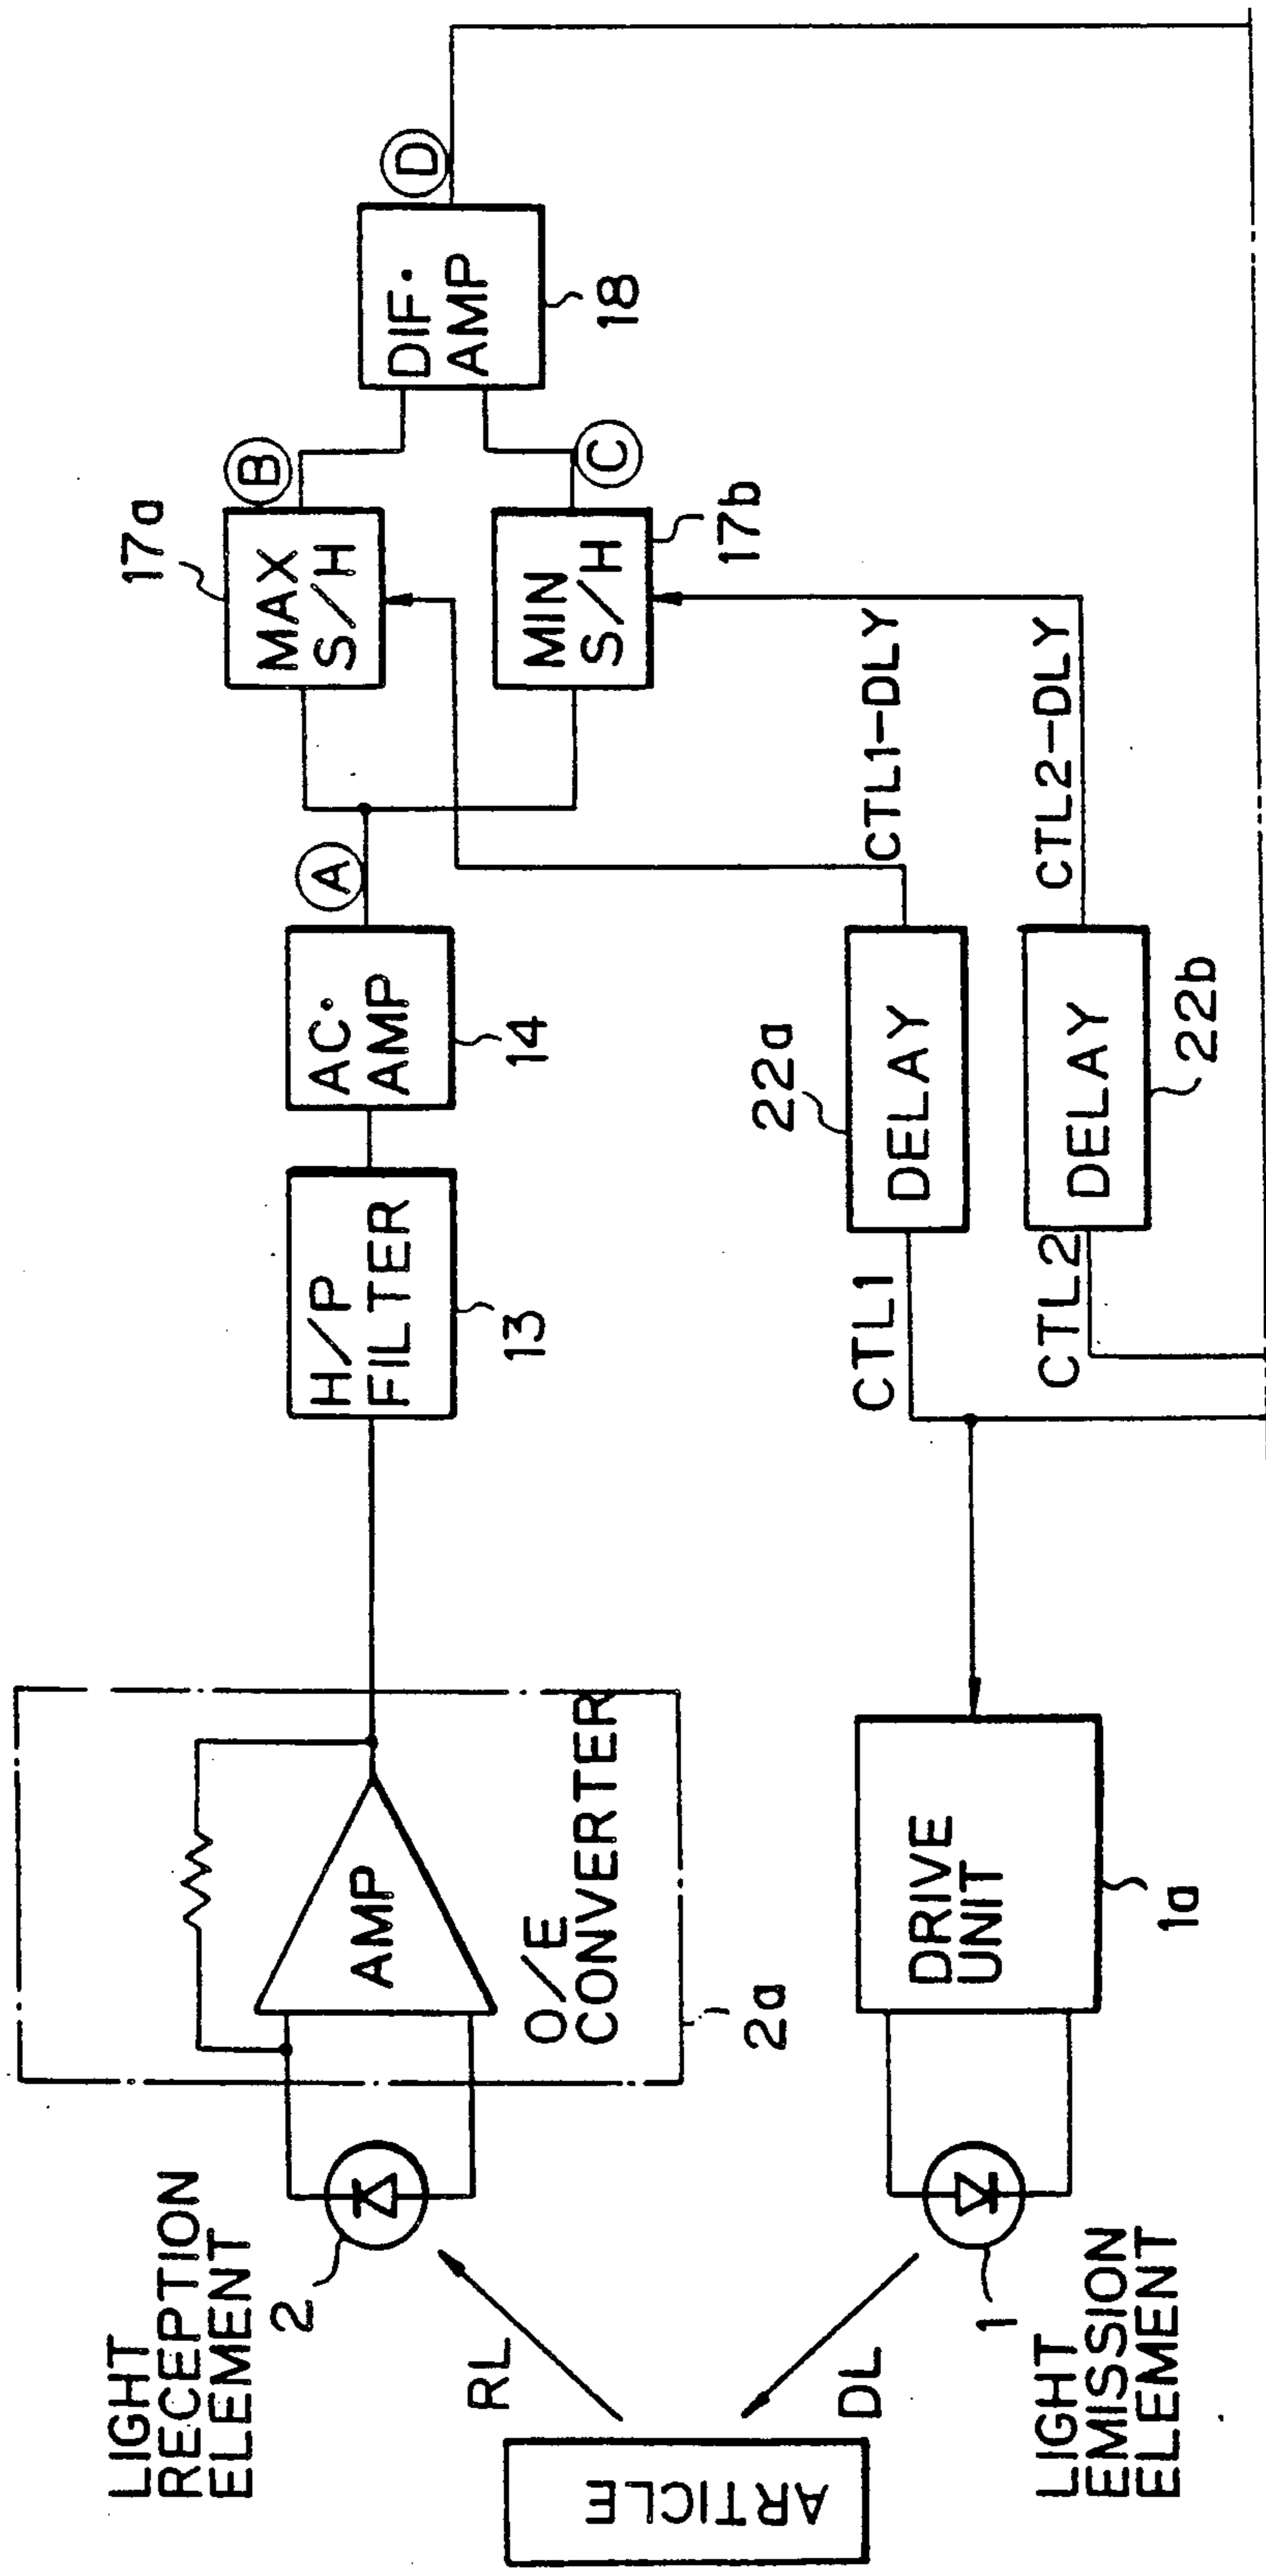 LIGHT
RECEPTION
ELEMENT
2
RL
ARTICLE
DL
LIGHT
EMISSION
ELEMENT
1
AMP
O/E
CONVERTER
2a
DRIVE
UNIT
1a
H/P
FILTER
13
AC·
AMP
14
A
MAX
S/H
17a
B
MIN
S/H
17b
C
DIF·
AMP
18
D
CTL1
DELAY
22a
CTL1-DLY
CTL2
DELAY
22b
CTL2-DLY